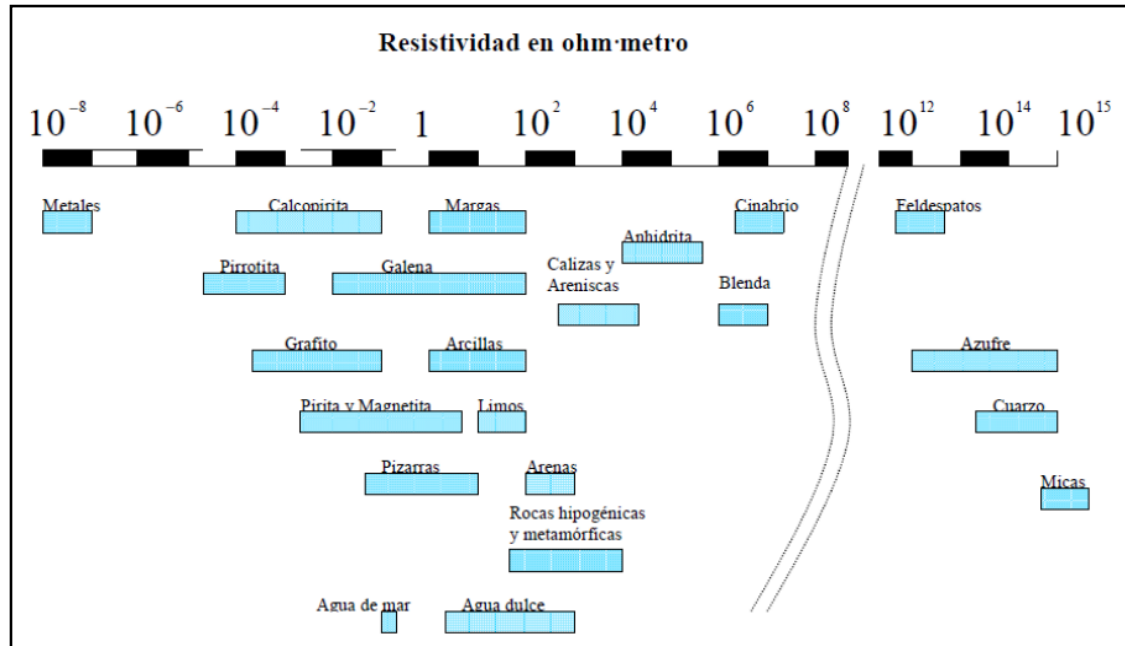 Resistividad en ohm·metro
10⁻⁸ 10⁻⁶ 10⁻⁴ 10⁻² 1 10² 10⁴ 10⁶ 10⁸ 10¹² 10¹⁴ 10¹⁵
Metales Calcopirita Margas Cinabrio Feldespatos
Anhidrita
Pirrotita Galena Calizas y
Areniscas Blenda
Grafito Arcillas Azufre
Pirita y Magnetita Limos Cuarzo
Pizarras Arenas Micas
Rocas hipogénicas
y metamórficas
Agua de mar Agua dulce